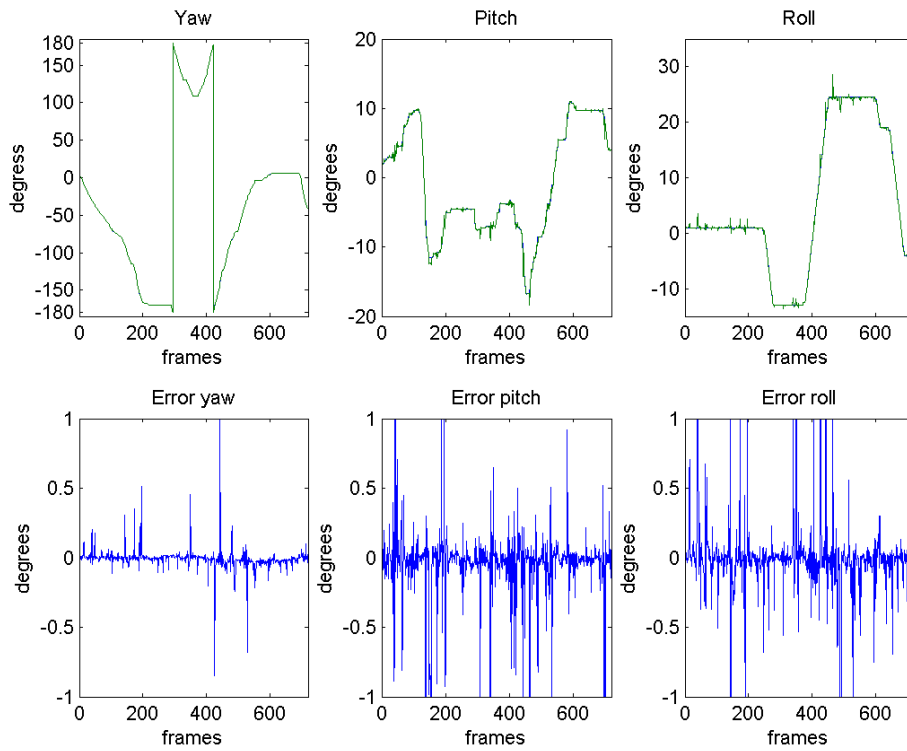 Yaw
180
150
100
50
0
-50
-100
-150
-180
degress
0 200 400 600
frames
Pitch
20
10
0
-10
-20
degrees
0 200 400 600
frames
Roll
30
20
10
0
-10
degrees
0 200 400 600
frames
Error yaw
1
0.5
0
-0.5
-1
degrees
0 200 400 600
frames
Error pitch
1
0.5
0
-0.5
-1
degrees
0 200 400 600
frames
Error roll
1
0.5
0
-0.5
-1
degrees
0 200 400 600
frames